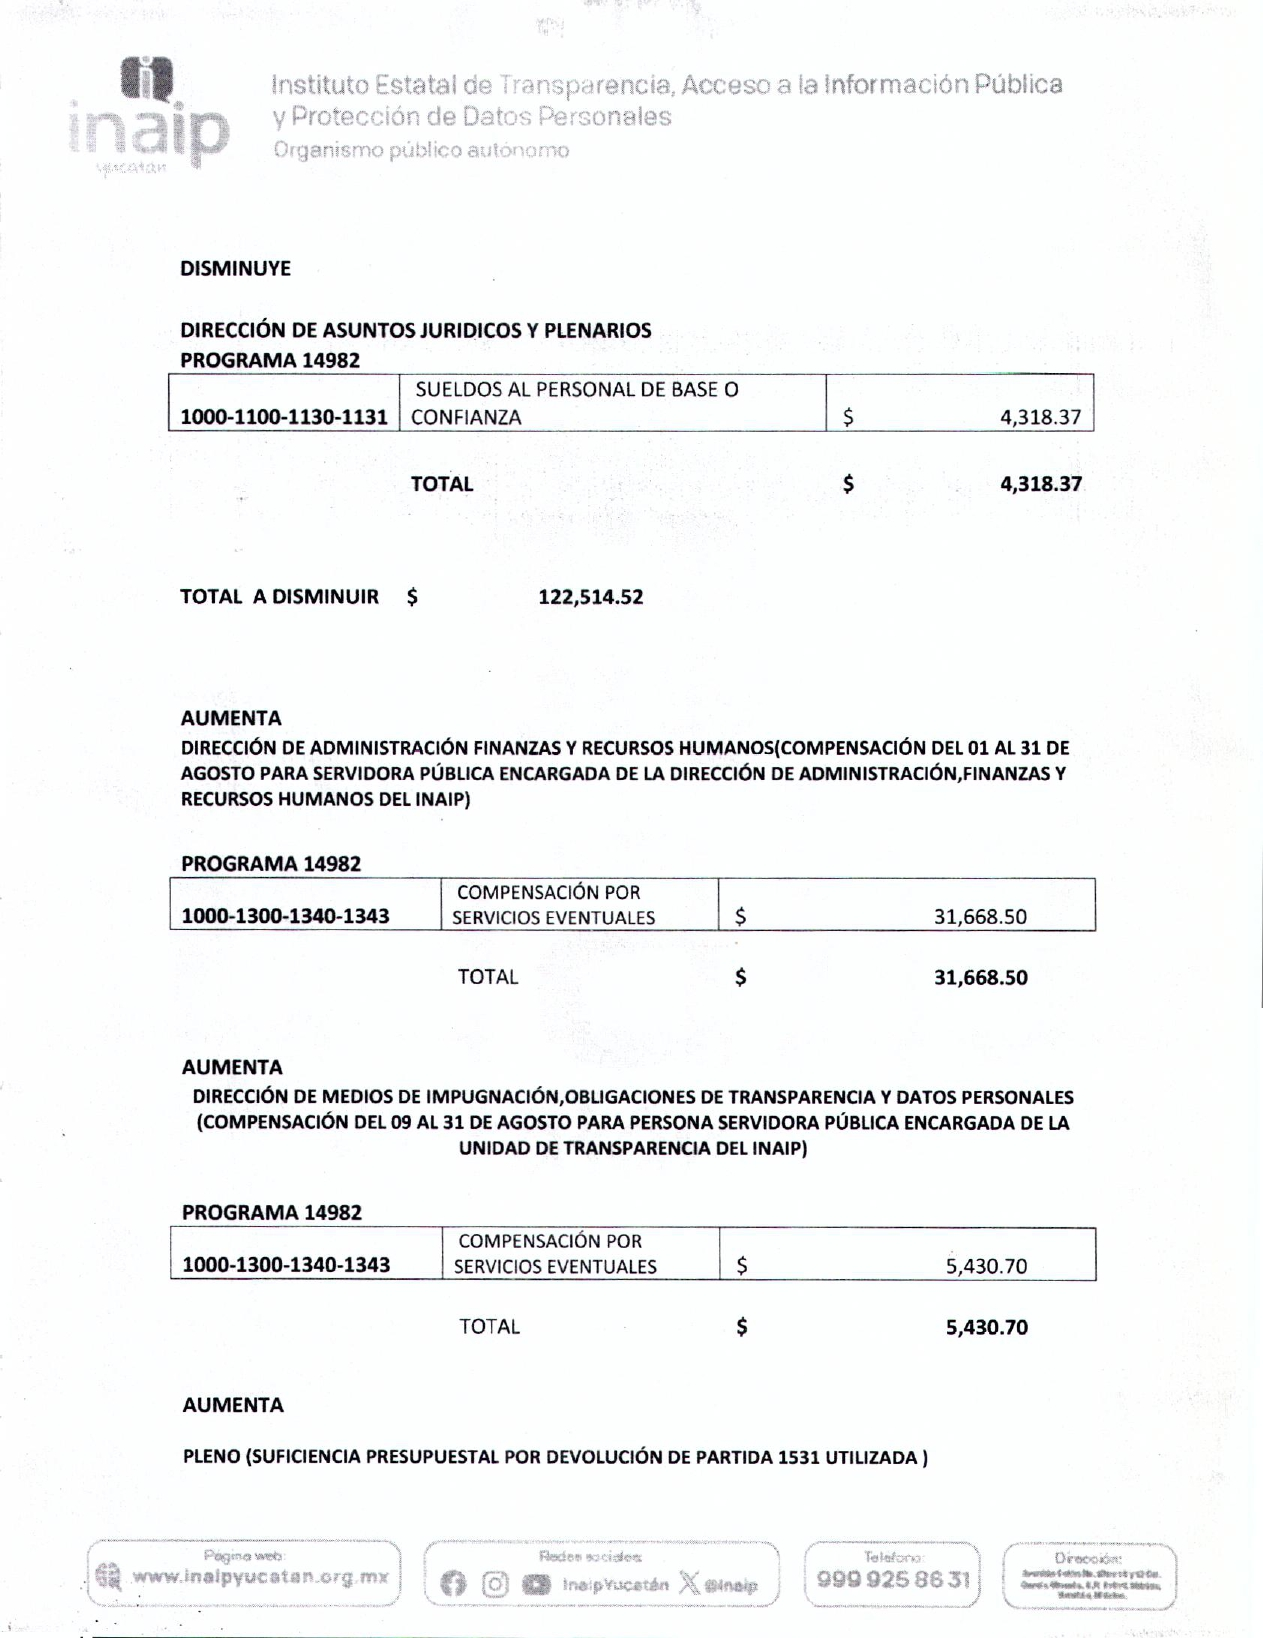 inaip
yucatán
Instituto Estatal de Transparencia, Acceso a la Información Pública
y Protección de Datos Personales
Organismo público autónomo
DISMINUYE
DIRECCIÓN DE ASUNTOS JURIDICOS Y PLENARIOS
PROGRAMA 14982
SUELDOS AL PERSONAL DE BASE O
1000-1100-1130-1131 CONFIANZA $ 4,318.37
TOTAL $ 4,318.37
TOTAL A DISMINUIR $ 122,514.52
AUMENTA
DIRECCIÓN DE ADMINISTRACIÓN FINANZAS Y RECURSOS HUMANOS(COMPENSACIÓN DEL 01 AL 31 DE
AGOSTO PARA SERVIDORA PÚBLICA ENCARGADA DE LA DIRECCIÓN DE ADMINISTRACIÓN,FINANZAS Y
RECURSOS HUMANOS DEL INAIP)
PROGRAMA 14982
COMPENSACIÓN POR
1000-1300-1340-1343 SERVICIOS EVENTUALES $ 31,668.50
TOTAL $ 31,668.50
AUMENTA
DIRECCIÓN DE MEDIOS DE IMPUGNACIÓN,OBLIGACIONES DE TRANSPARENCIA Y DATOS PERSONALES
(COMPENSACIÓN DEL 09 AL 31 DE AGOSTO PARA PERSONA SERVIDORA PÚBLICA ENCARGADA DE LA
UNIDAD DE TRANSPARENCIA DEL INAIP)
PROGRAMA 14982
COMPENSACIÓN POR
1000-1300-1340-1343 SERVICIOS EVENTUALES $ 5,430.70
TOTAL $ 5,430.70
AUMENTA
PLENO (SUFICIENCIA PRESUPUESTAL POR DEVOLUCIÓN DE PARTIDA 1531 UTILIZADA )
Página web:
www.inaipyucatan.org.mx
Redes sociales
InaipYucatán @Inaip
Teléfono:
999 925 86 31
Dirección: